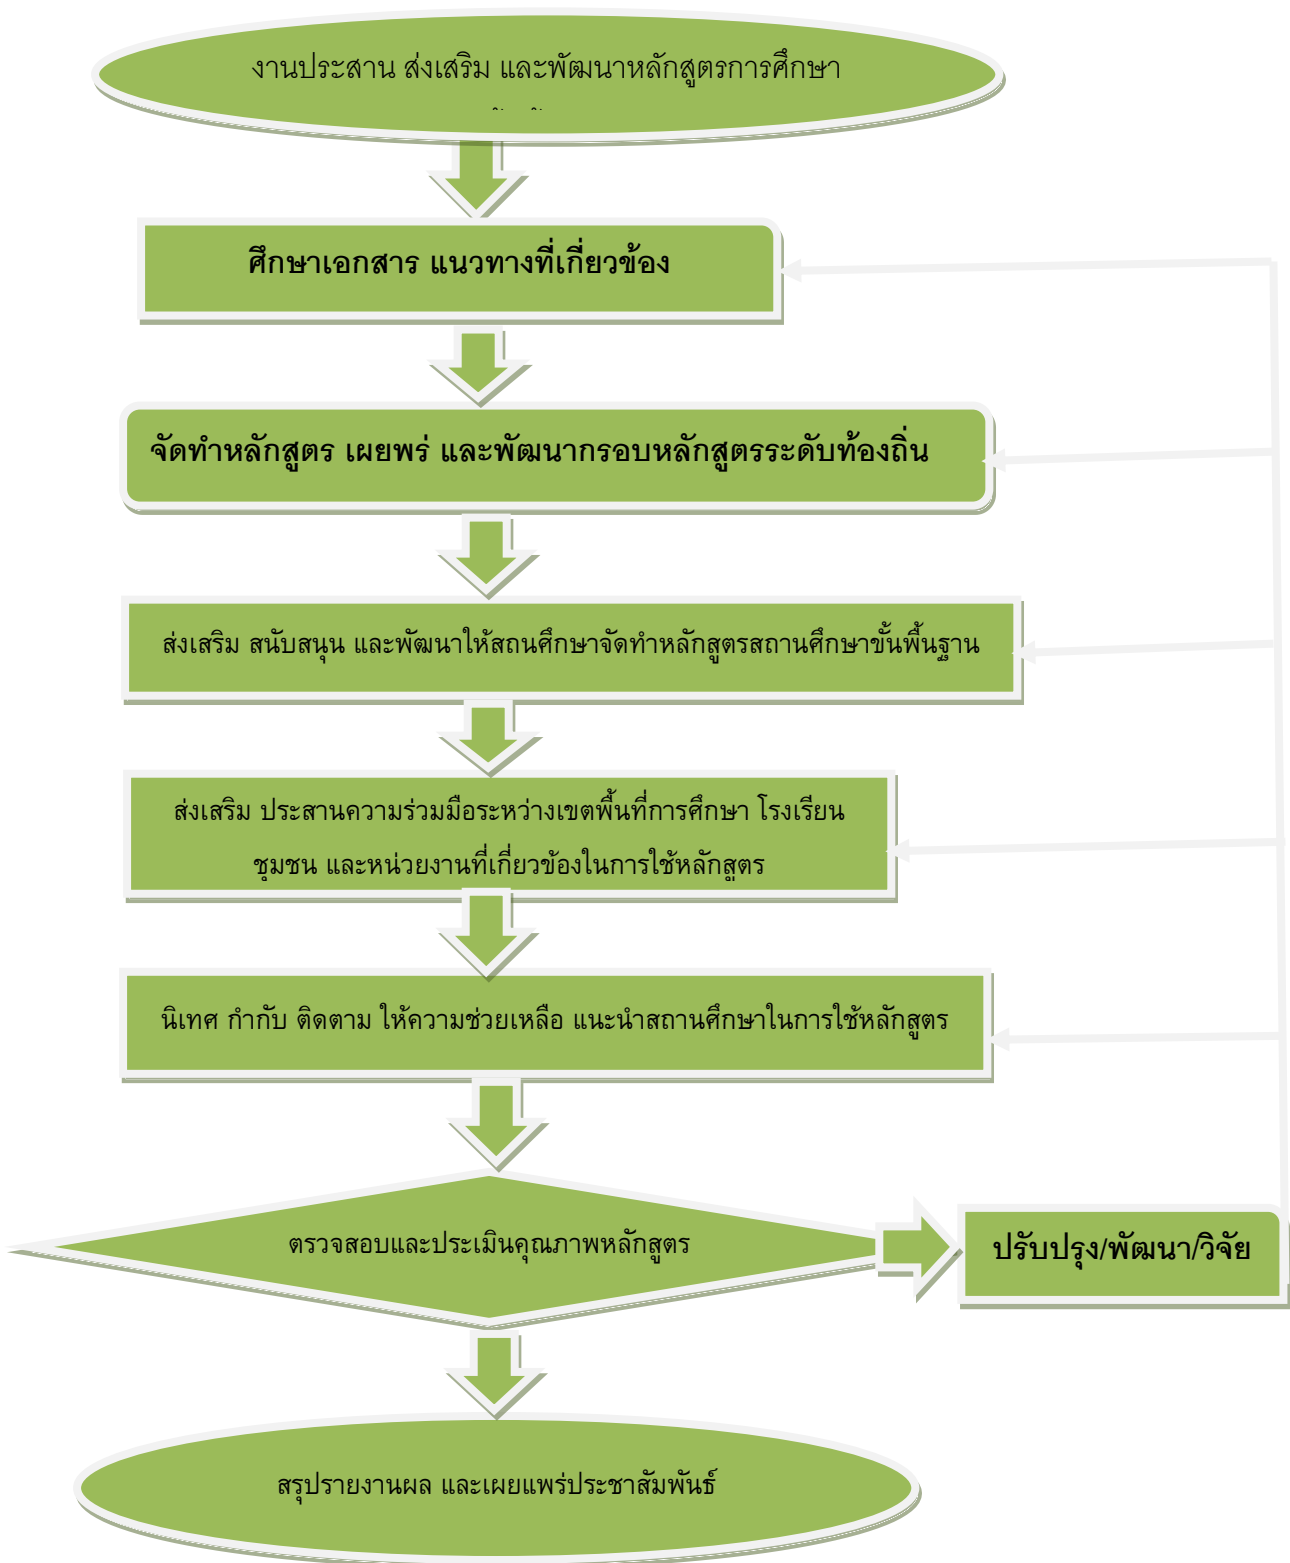 งานประสาน ส่งเสริม และพัฒนาหลักสูตรการศึกษา
ศึกษาเอกสาร แนวทางที่เกี่ยวข้อง
จัดทำหลักสูตร เผยพร่ และพัฒนากรอบหลักสูตรระดับท้องถิ่น
ส่งเสริม สนับสนุน และพัฒนาให้สถนศึกษาจัดทำหลักสูตรสถานศึกษาขั้นพื้นฐาน
ส่งเสริม ประสานความร่วมมือระหว่างเขตพื้นที่การศึกษา โรงเรียน
ชุมชน และหน่วยงานที่เกี่ยวข้องในการใช้หลักสูตร
นิเทศ กำกับ ติดตาม ให้ความช่วยเหลือ แนะนำสถานศึกษาในการใช้หลักสูตร
ตรวจสอบและประเมินคุณภาพหลักสูตร
ปรับปรุง/พัฒนา/วิจัย
สรุปรายงานผล และเผยแพร่ประชาสัมพันธ์